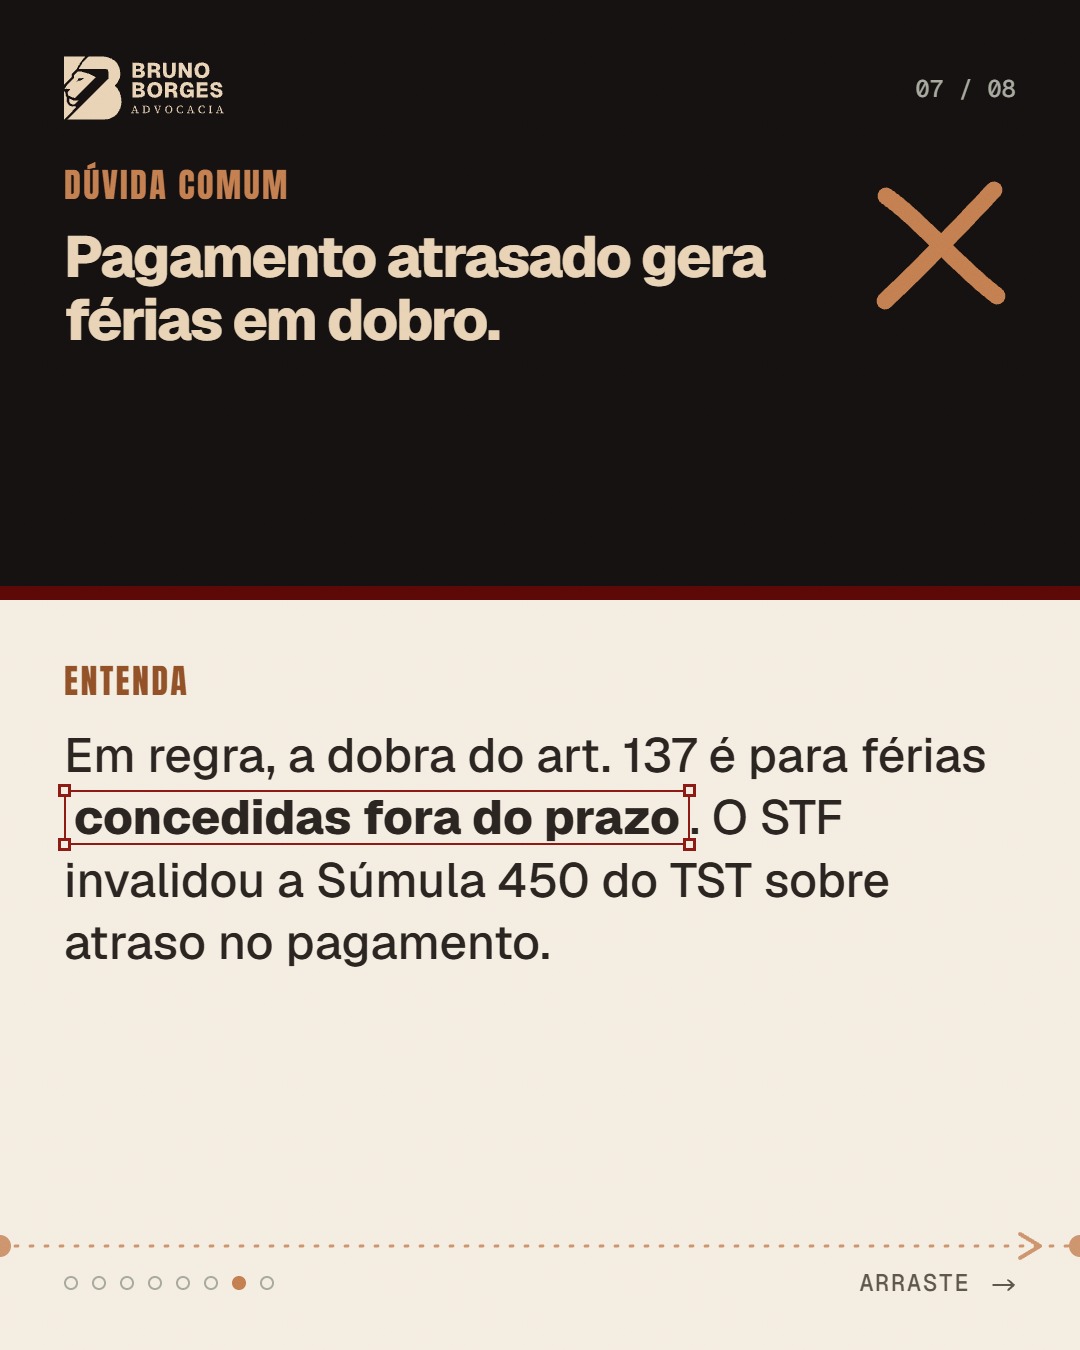 BRUNO
BORGES
ADVOCACIA
07 / 08
DÚVIDA COMUM
Pagamento atrasado gera
férias em dobro.
ENTENDA
Em regra, a dobra do art. 137 é para férias
concedidas fora do prazo. O STF
invalidou a Súmula 450 do TST sobre
atraso no pagamento.
ARRASTE →